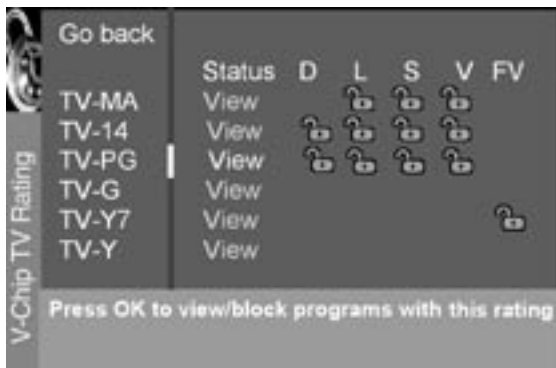 Go back
Status D L S V FV
TV-MA View
TV-14 View
TV-PG View
TV-G View
TV-Y7 View
TV-Y View
V-Chip TV Rating
Press OK to view/block programs with this rating